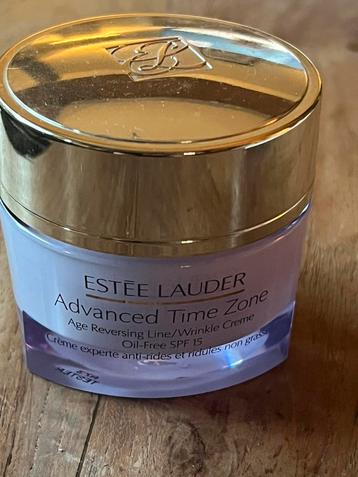 ESTĒE LAUDER
Advanced Time Zone
Age Reversing Line/Wrinkle Creme
Oil-Free SPF 15
Crème experte anti-rides et ridules non grasse